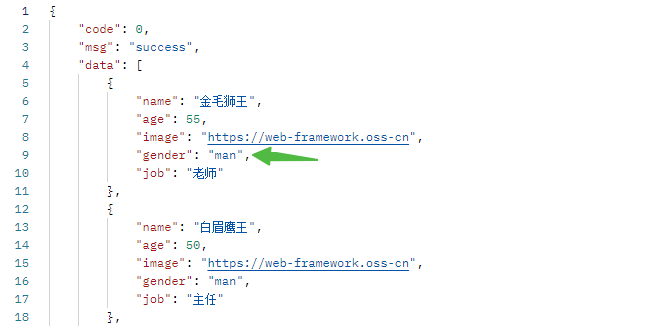 1 {
2 "code": 0,
3 "msg": "success",
4 "data": [
5 {
6 "name": "金毛狮王",
7 "age": 55,
8 "image": "https://web-framework.oss-cn",
9 "gender": "man",
10 "job": "老师"
11 },
12 {
13 "name": "白眉鹰王",
14 "age": 50,
15 "image": "https://web-framework.oss-cn",
16 "gender": "man",
17 "job": "主任"
18 },